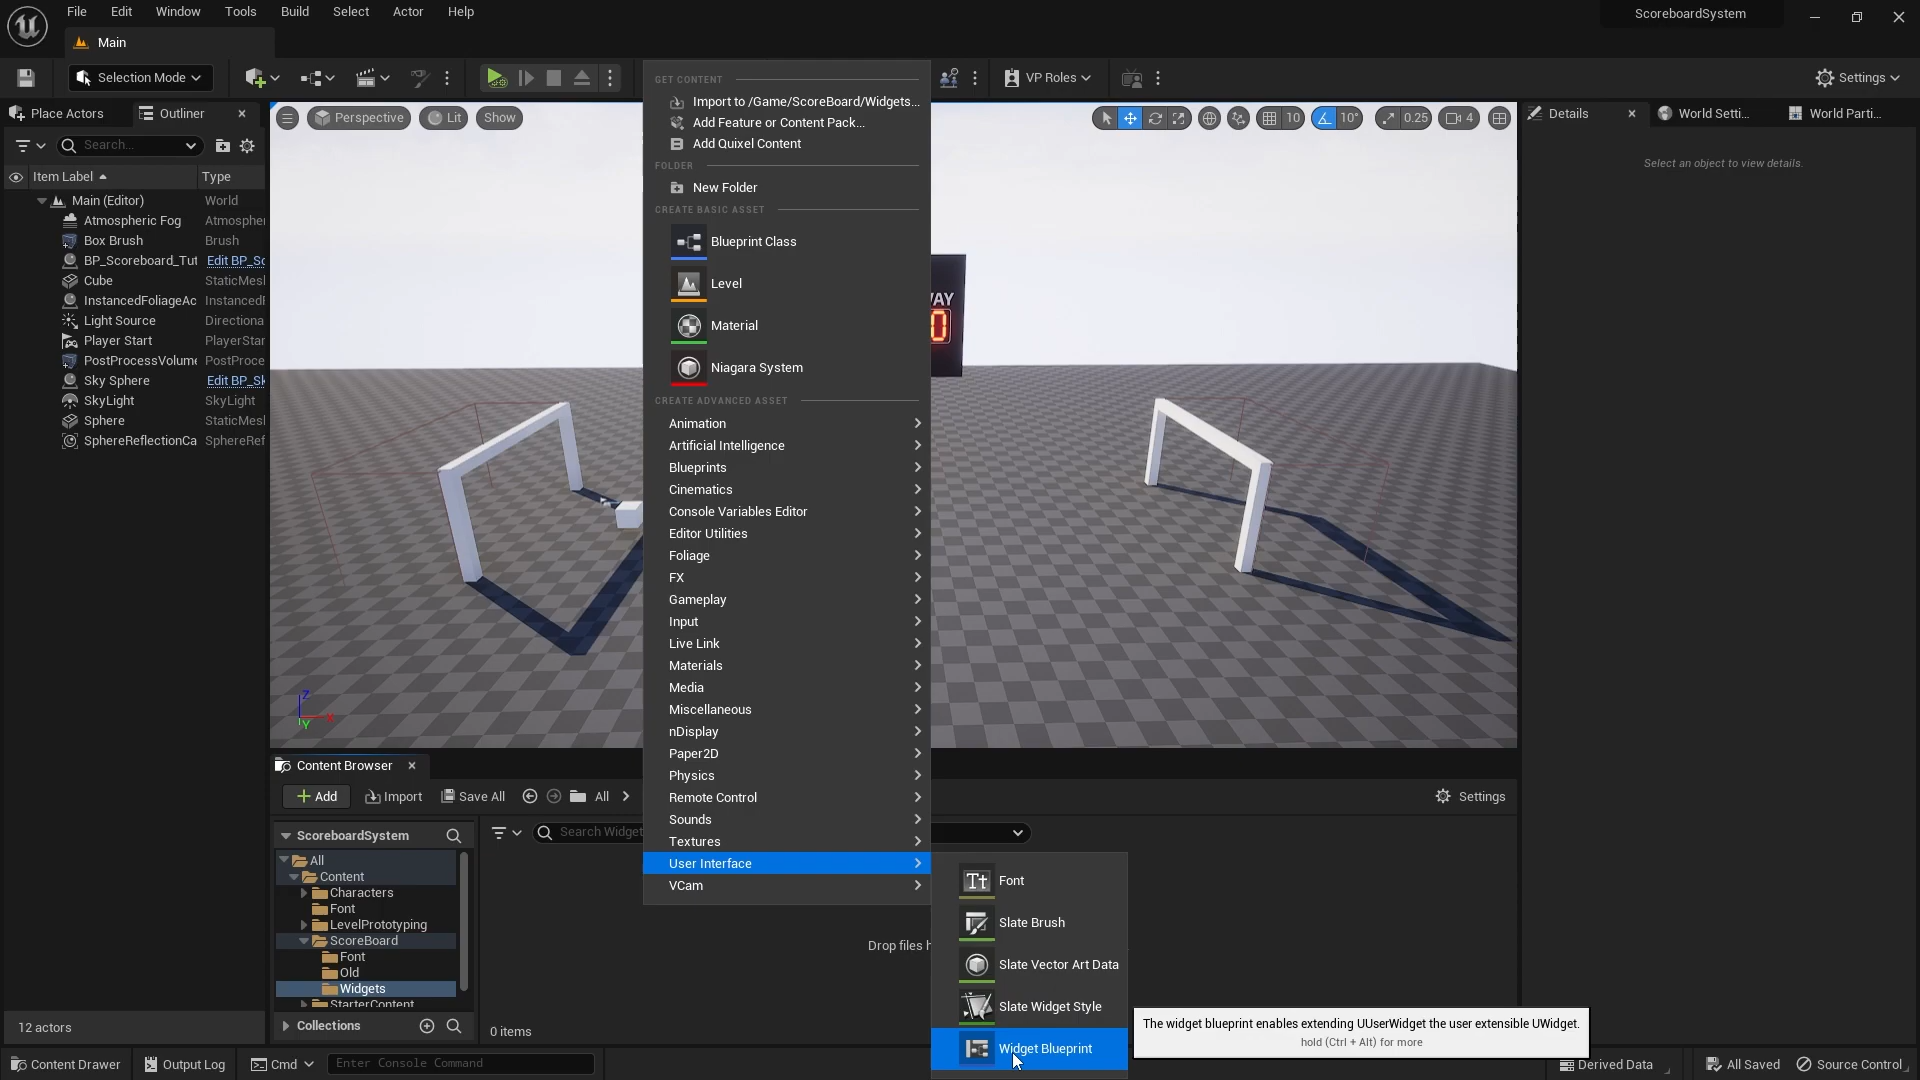 File Edit Window Tools Build Select Actor Help
ScoreboardSystem
Main
Selection Mode
VP Roles
Settings
Place Actors
Outliner
Search...
Item Label
Type
Main (Editor) World
Atmospheric Fog Atmospher
Box Brush Brush
BP_Scoreboard_Tut Edit BP_Sc
Cube StaticMesl
InstancedFoliageAc InstancedF
Light Source Directiona
Player Start PlayerStar
PostProcessVolume PostProce
Sky Sphere Edit BP_Sk
SkyLight SkyLight
Sphere StaticMesl
SphereReflectionCa SphereRef
12 actors
Perspective
Lit
Show
10
10°
0.25
4
WAY
0
Z
X
Y
GET CONTENT
Import to /Game/ScoreBoard/Widgets...
Add Feature or Content Pack...
Add Quixel Content
FOLDER
New Folder
CREATE BASIC ASSET
Blueprint Class
Level
Material
Niagara System
CREATE ADVANCED ASSET
Animation
Artificial Intelligence
Blueprints
Cinematics
Console Variables Editor
Editor Utilities
Foliage
FX
Gameplay
Input
Live Link
Materials
Media
Miscellaneous
nDisplay
Paper2D
Physics
Remote Control
Sounds
Textures
User Interface
VCam
Tt Font
Slate Brush
Slate Vector Art Data
Slate Widget Style
Widget Blueprint
The widget blueprint enables extending UUserWidget the user extensible UWidget.
hold (Ctrl + Alt) for more
Details
World Setti...
World Parti...
Select an object to view details.
Content Browser
Add
Import
Save All
All
Settings
ScoreboardSystem
Search Widget
All
Content
Characters
Font
LevelPrototyping
ScoreBoard
Font
Old
Widgets
StarterContent
Collections
Drop files h
0 items
Content Drawer
Output Log
Cmd
Enter Console Command
Derived Data
All Saved
Source Control